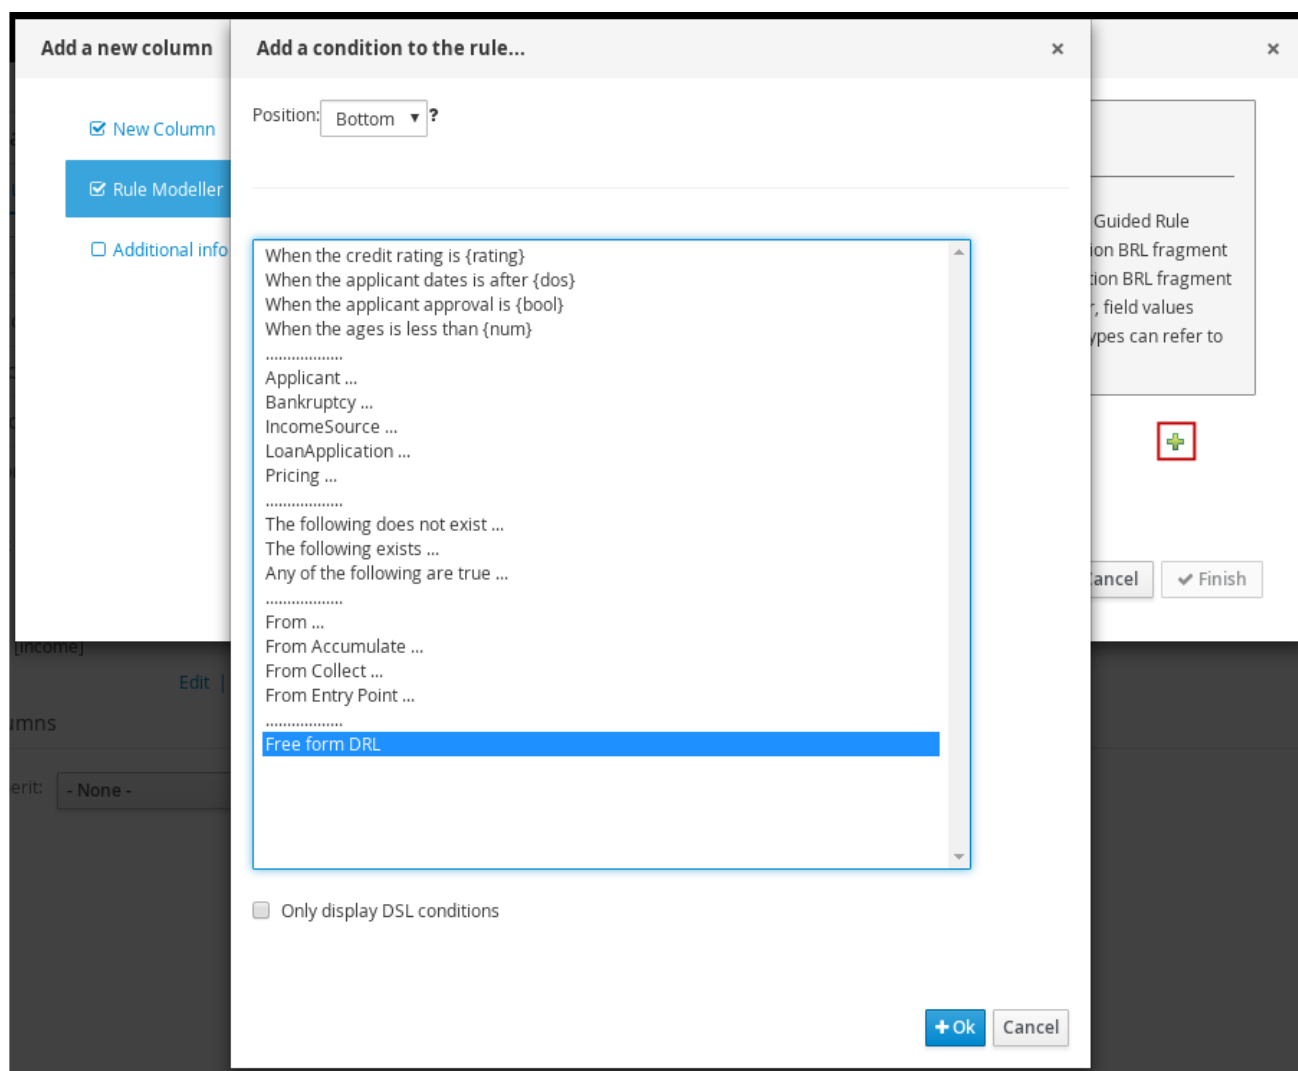 Add a new column
Add a condition to the rule...
New Column
Rule Modeller
Additional info
Position:
Bottom
?
When the credit rating is {rating}
When the applicant dates is after {dos}
When the applicant approval is {bool}
When the ages is less than {num}
..................
Applicant ...
Bankruptcy ...
IncomeSource ...
LoanApplication ...
Pricing ...
..................
The following does not exist ...
The following exists ...
Any of the following are true ...
..................
From ...
From Accumulate ...
From Collect ...
From Entry Point ...
..................
Free form DRL
Only display DSL conditions
Ok
Cancel
Guided Rule
ion BRL fragment
tion BRL fragment
, field values
ypes can refer to
ancel
Finish
[income]
Edit |
umns
erit:
- None -